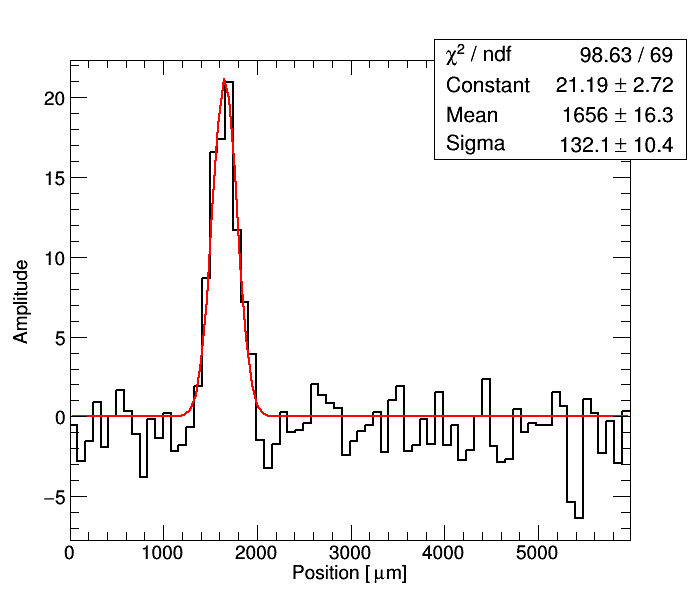 χ² / ndf 98.63 / 69
Constant 21.19 ± 2.72
Mean 1656 ± 16.3
Sigma 132.1 ± 10.4
20
15
10
5
0
−5
Amplitude
0 1000 2000 3000 4000 5000
Position [ μm]